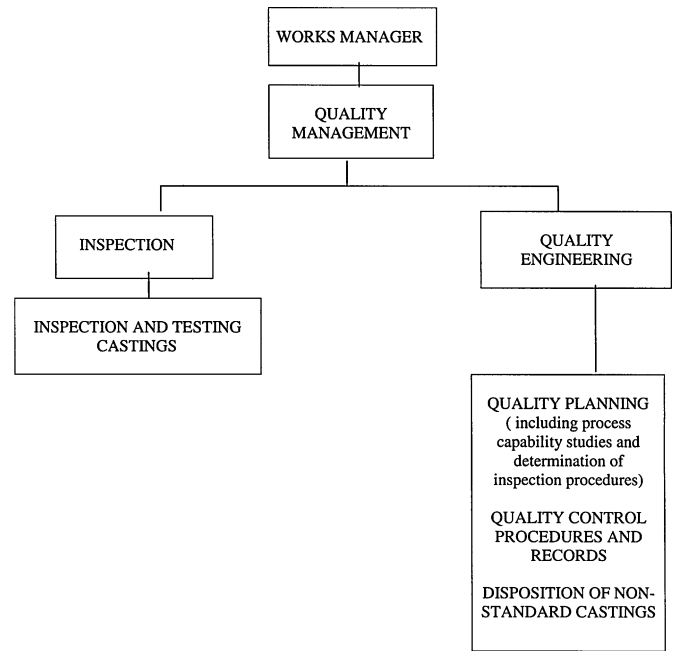 WORKS MANAGER
QUALITY
MANAGEMENT
INSPECTION
QUALITY
ENGINEERING
INSPECTION AND TESTING
CASTINGS
QUALITY PLANNING
( including process
capability studies and
determination of
inspection procedures)
QUALITY CONTROL
PROCEDURES AND
RECORDS
DISPOSITION OF NON-
STANDARD CASTINGS